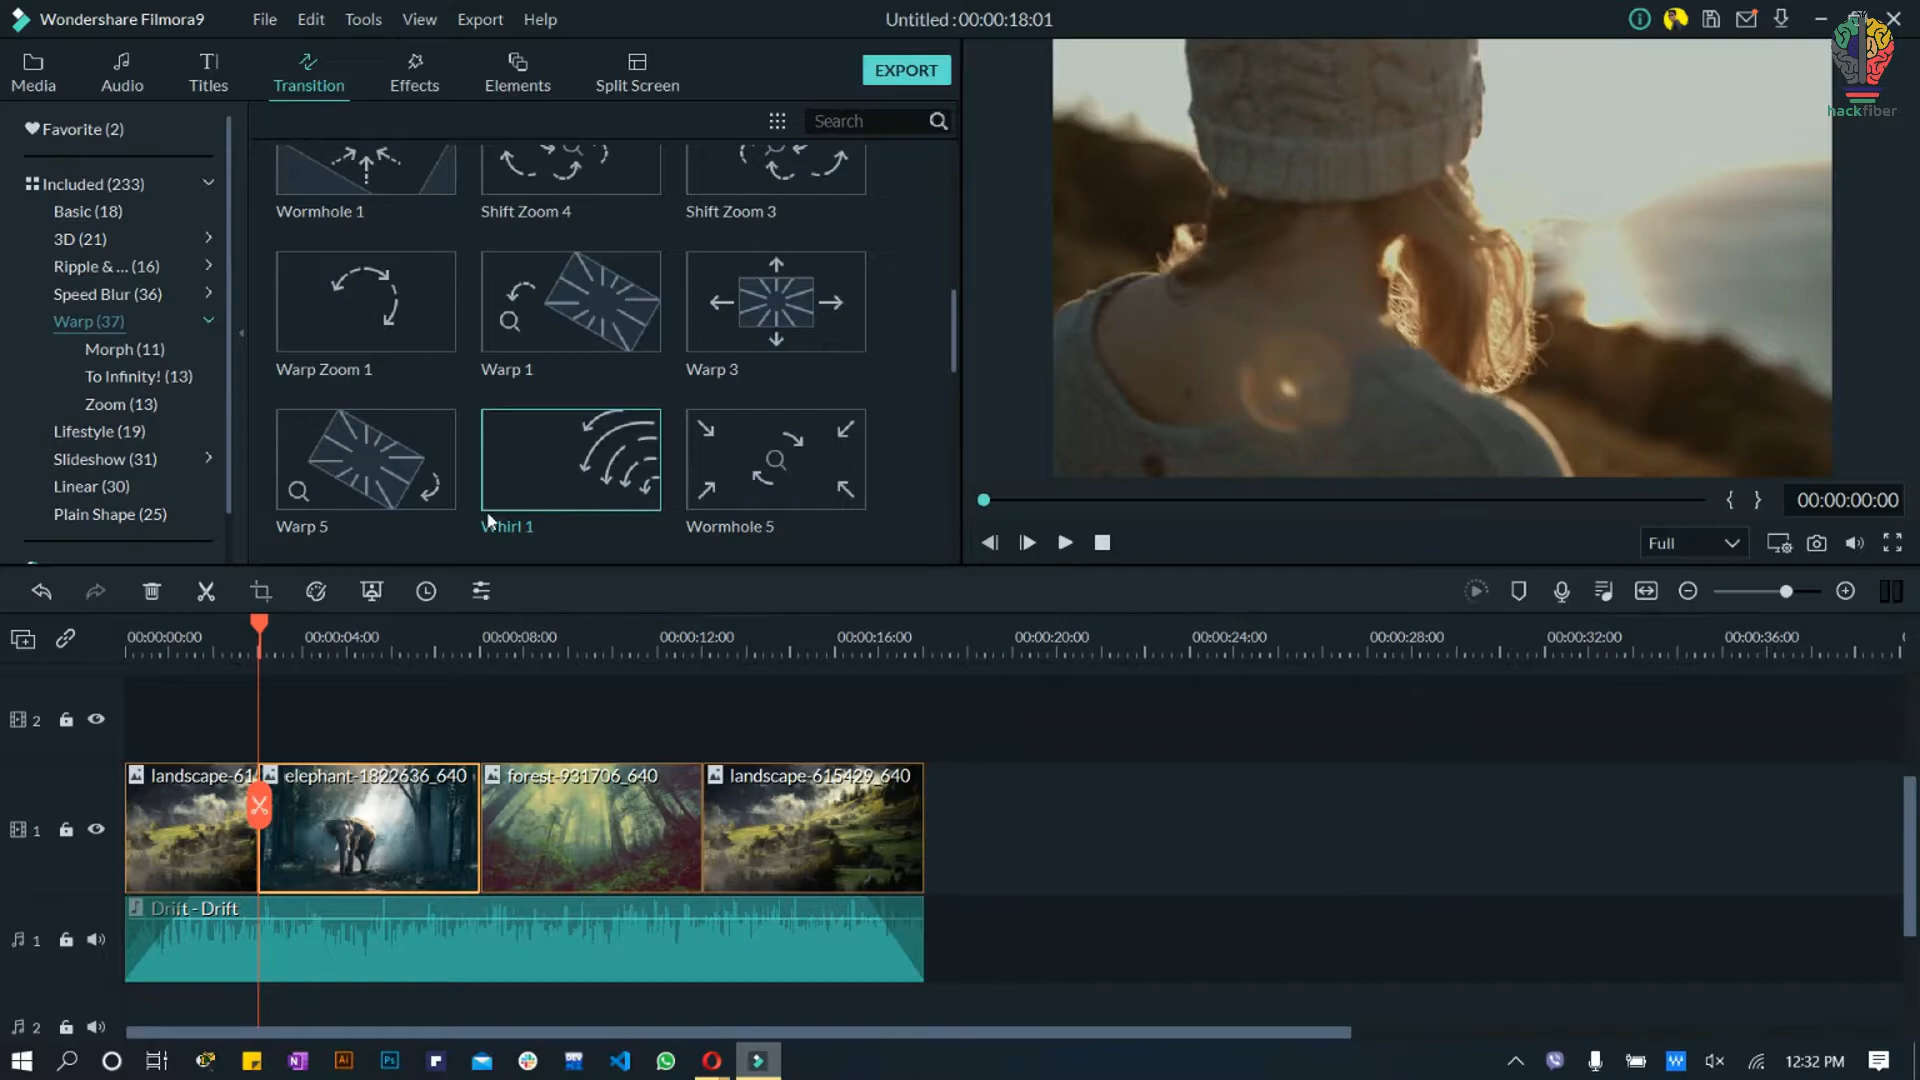 Wondershare Filmora9 File Edit Tools View Export Help Untitled : 00:00:18:01
Media Audio Titles Transition Effects Elements Split Screen EXPORT
hackfiber
Favorite (2)
Search
Included (233)
Basic (18)
3D (21)
Ripple & ... (16)
Speed Blur (36)
Warp (37)
Morph (11)
To Infinity! (13)
Zoom (13)
Lifestyle (19)
Slideshow (31)
Linear (30)
Plain Shape (25)
Wormhole 1 Shift Zoom 4 Shift Zoom 3
Warp Zoom 1 Warp 1 Warp 3
Warp 5 Whirl 1 Wormhole 5
{ } 00:00:00:00
Full
00:00:00:00 00:00:04:00 00:00:08:00 00:00:12:00 00:00:16:00 00:00:20:00 00:00:24:00 00:00:28:00 00:00:32:00 00:00:36:00
2
landscape-61 elephant-1822636_640 forest-931706_640 landscape-615429_640
1
Drift - Drift
1
2
12:32 PM